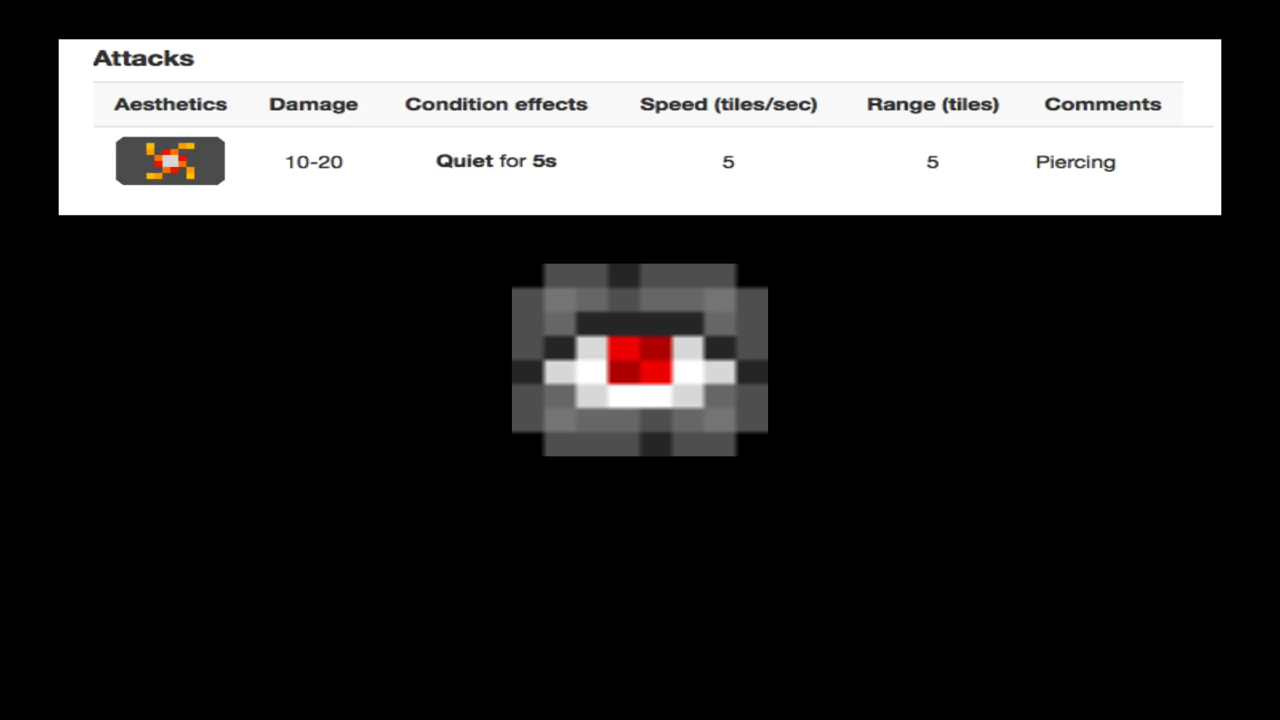 Attacks
Aesthetics Damage Condition effects Speed (tiles/sec) Range (tiles) Comments
10-20 Quiet for 5s 5 5 Piercing